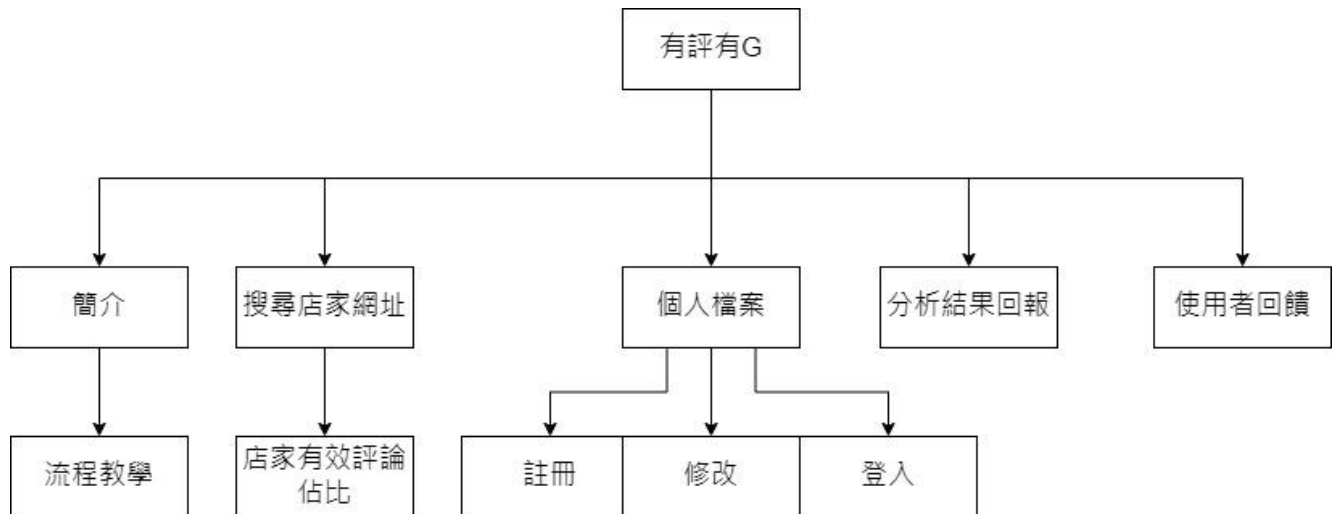 有評有G
簡介
搜尋店家網址
個人檔案
分析結果回報
使用者回饋
流程教學
店家有效評論
佔比
註冊
修改
登入